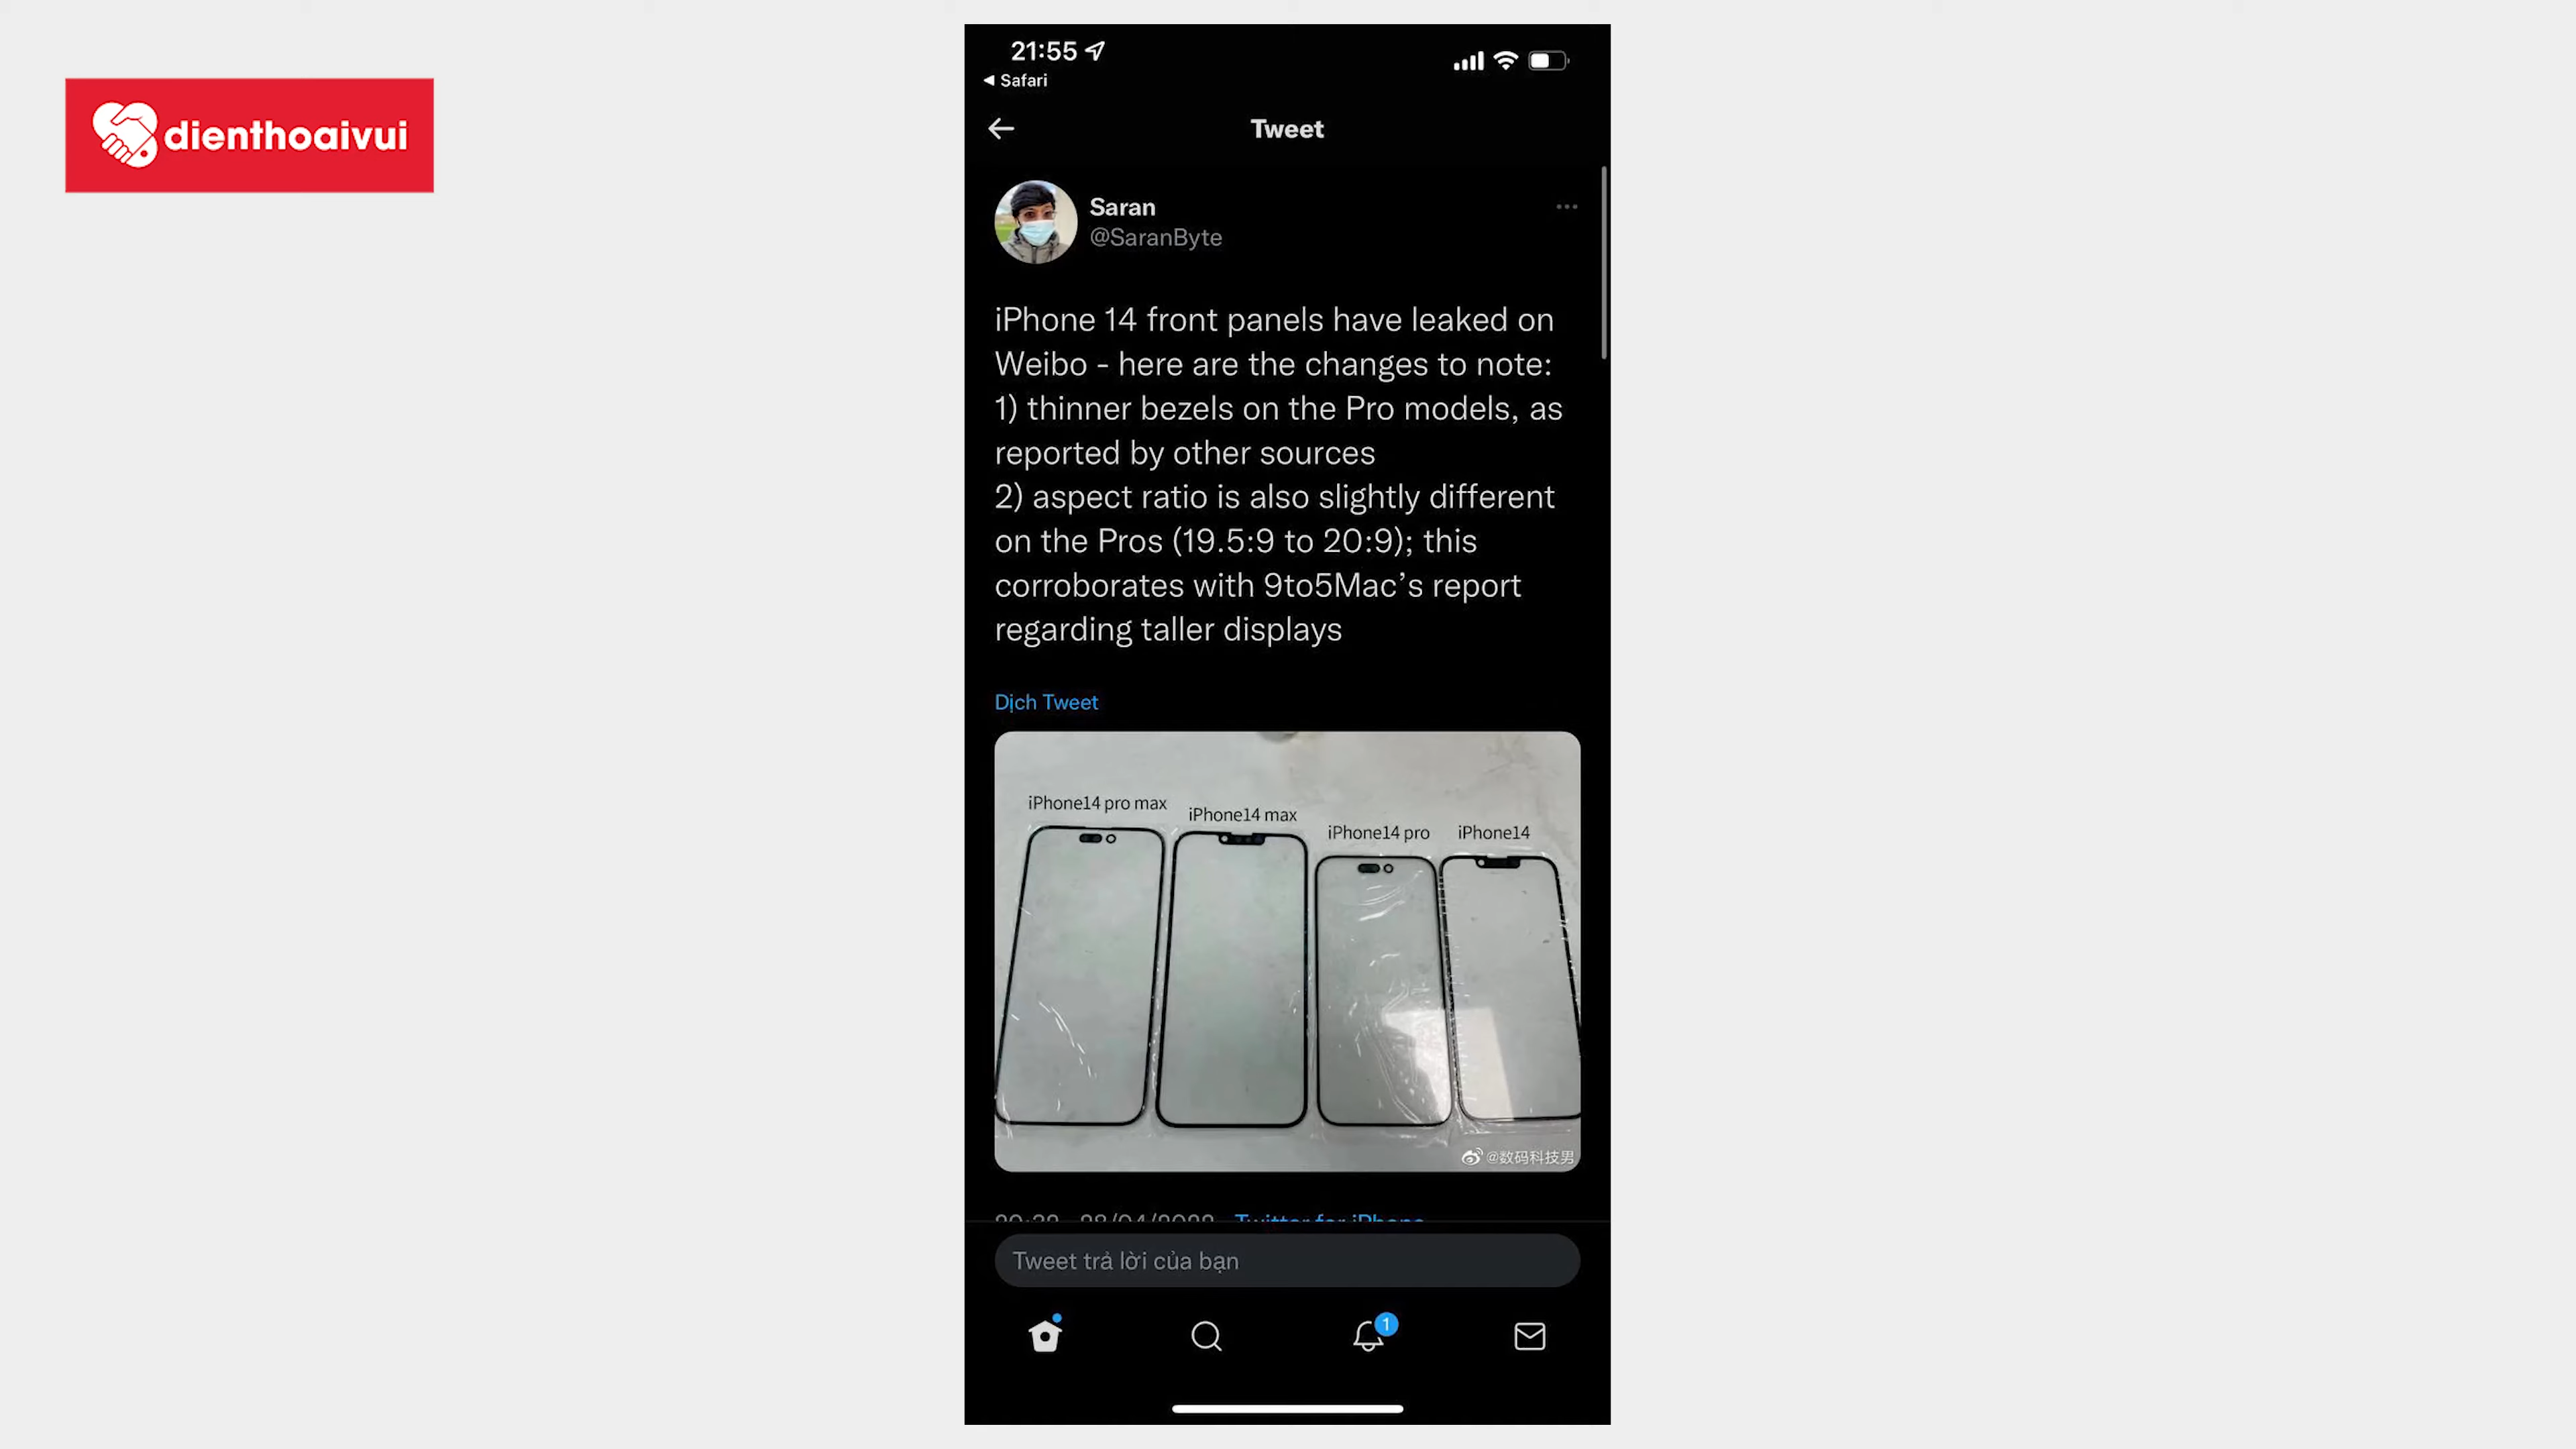 dienthoaivui
21:55
Safari
Tweet
Saran
@SaranByte
iPhone 14 front panels have leaked on
Weibo - here are the changes to note:
1) thinner bezels on the Pro models, as
reported by other sources
2) aspect ratio is also slightly different
on the Pros (19.5:9 to 20:9); this
corroborates with 9to5Mac’s report
regarding taller displays
Dịch Tweet
iPhone14 pro max
iPhone14 max
iPhone14 pro
iPhone14
@数码科技男
Twitter for iPhone
Tweet trả lời của bạn
1